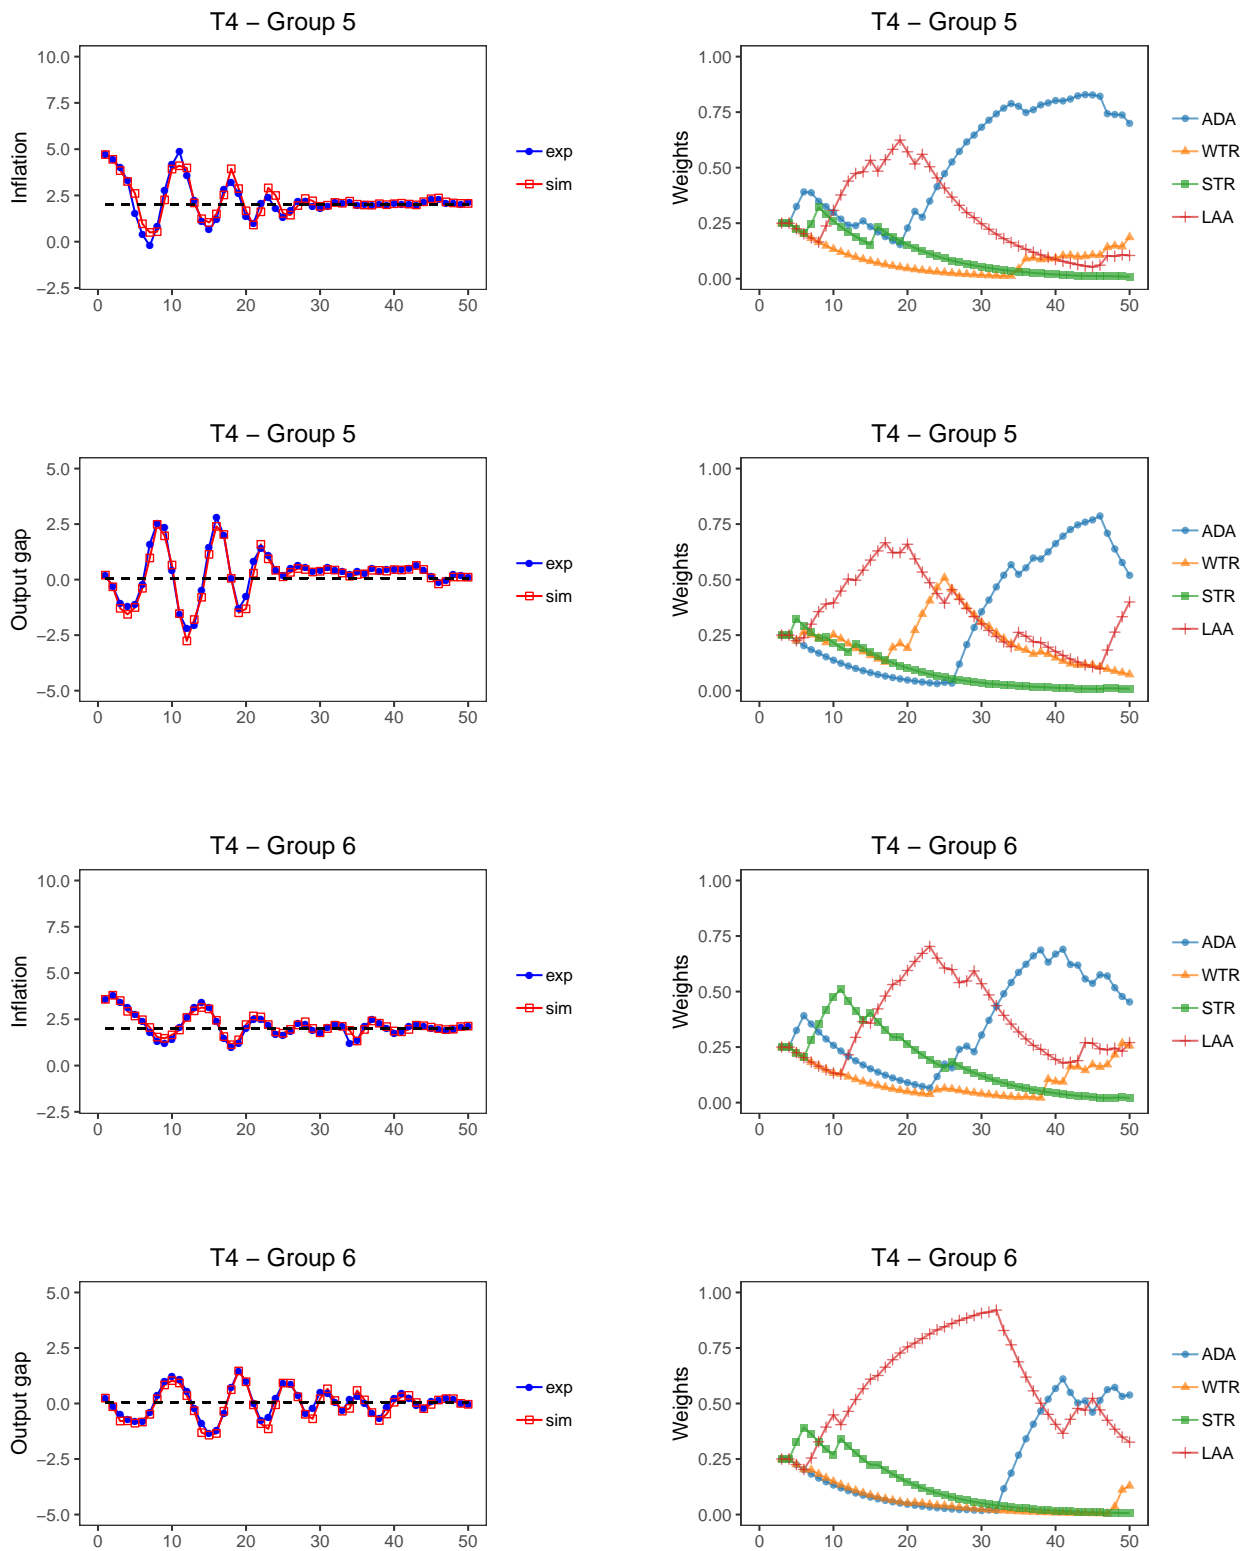 T4 – Group 5
T4 – Group 5
10.0
7.5
5.0
2.5
0.0
−2.5
Inflation
0 10 20 30 40 50
exp
sim
1.00
0.75
0.50
0.25
0.00
Weights
0 10 20 30 40 50
ADA
WTR
STR
LAA
T4 – Group 5
T4 – Group 5
5.0
2.5
0.0
−2.5
−5.0
Output gap
0 10 20 30 40 50
exp
sim
1.00
0.75
0.50
0.25
0.00
Weights
0 10 20 30 40 50
ADA
WTR
STR
LAA
T4 – Group 6
T4 – Group 6
10.0
7.5
5.0
2.5
0.0
−2.5
Inflation
0 10 20 30 40 50
exp
sim
1.00
0.75
0.50
0.25
0.00
Weights
0 10 20 30 40 50
ADA
WTR
STR
LAA
T4 – Group 6
T4 – Group 6
5.0
2.5
0.0
−2.5
−5.0
Output gap
0 10 20 30 40 50
exp
sim
1.00
0.75
0.50
0.25
0.00
Weights
0 10 20 30 40 50
ADA
WTR
STR
LAA